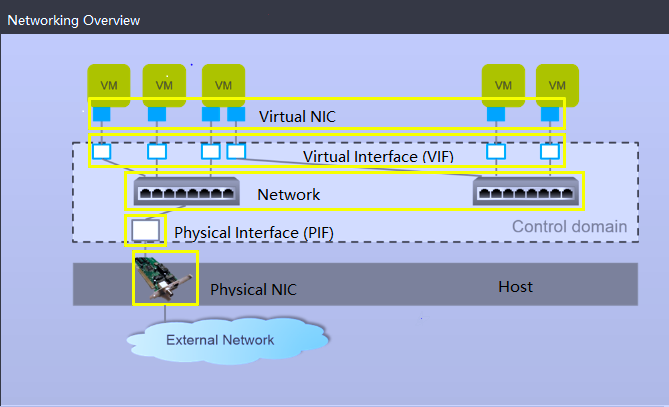 Networking Overview
VM VM VM VM VM
Virtual NIC
Virtual Interface (VIF)
Network
Control domain
Physical Interface (PIF)
Physical NIC
Host
External Network